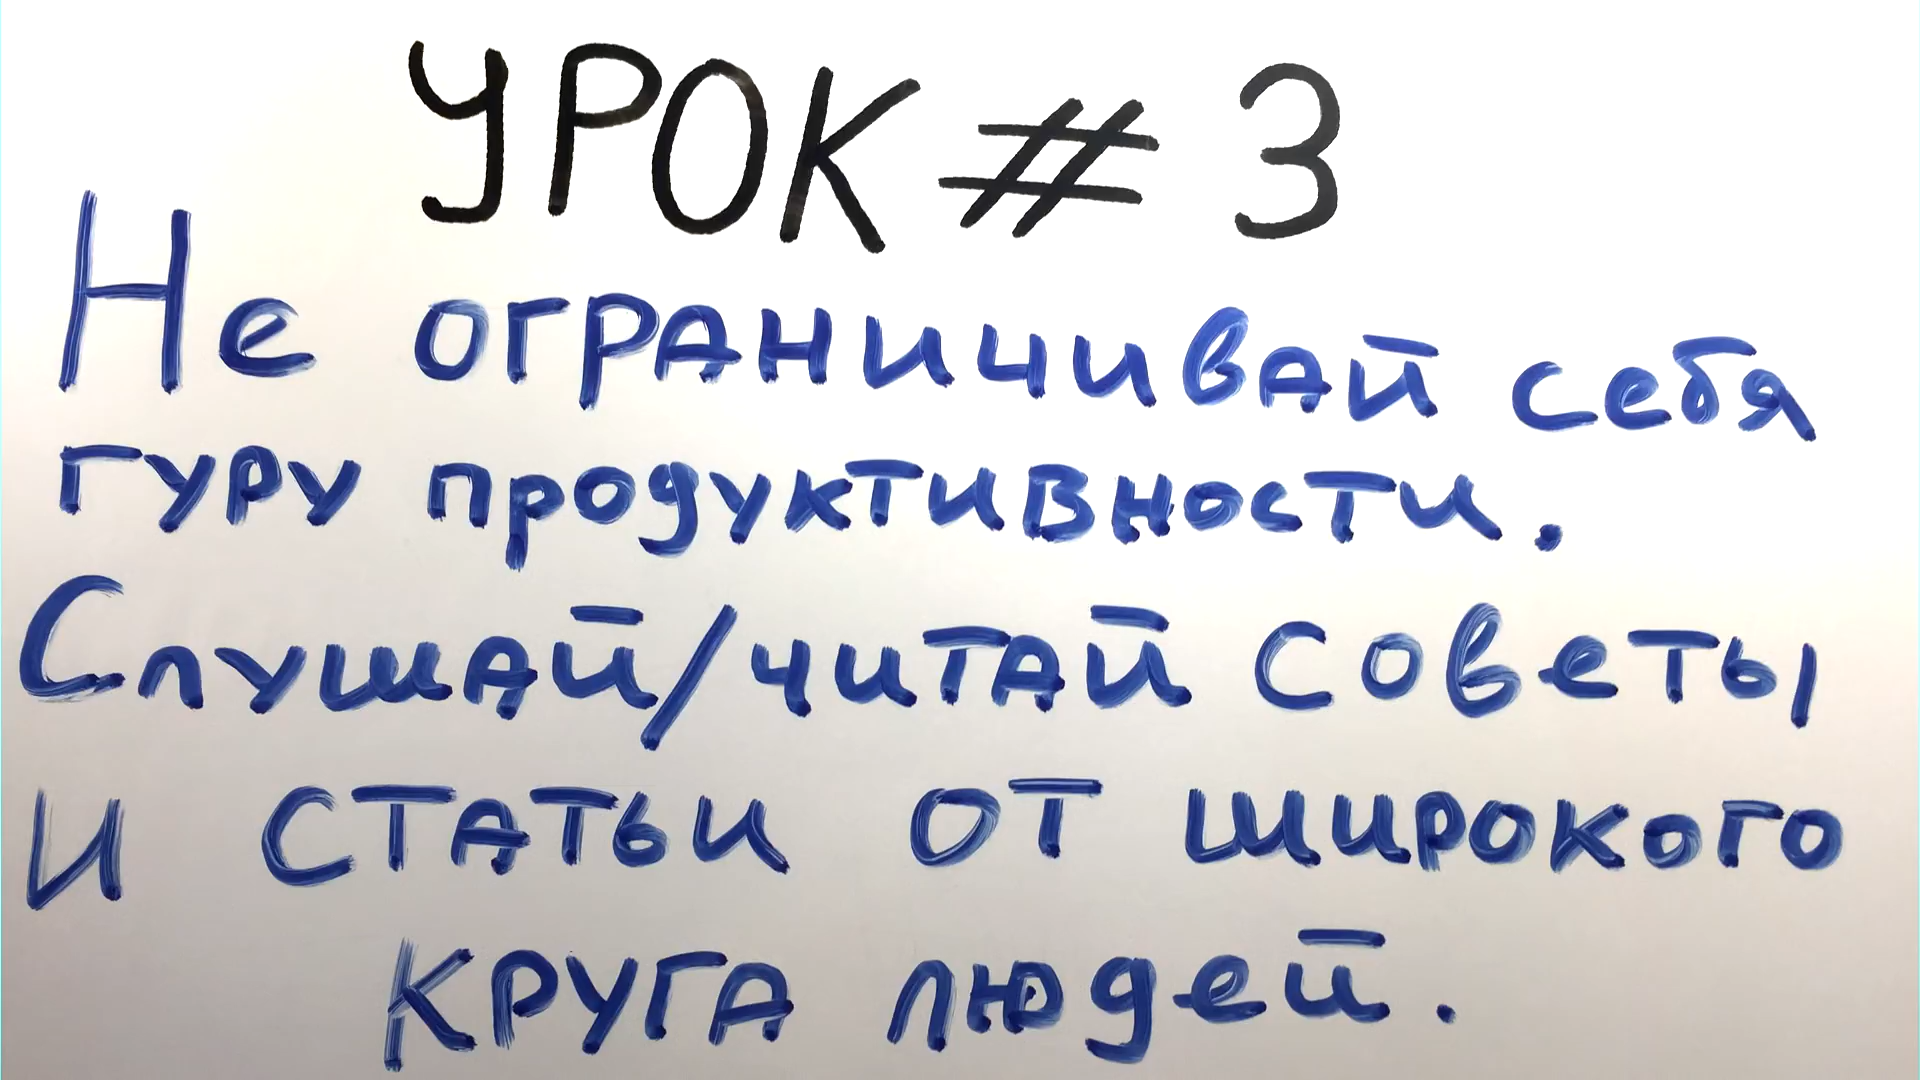 УРОК # 3
Не ограничивай себя
гуру продуктивности.
Слушай/читай советы
и статьи от широкого
круга людей.